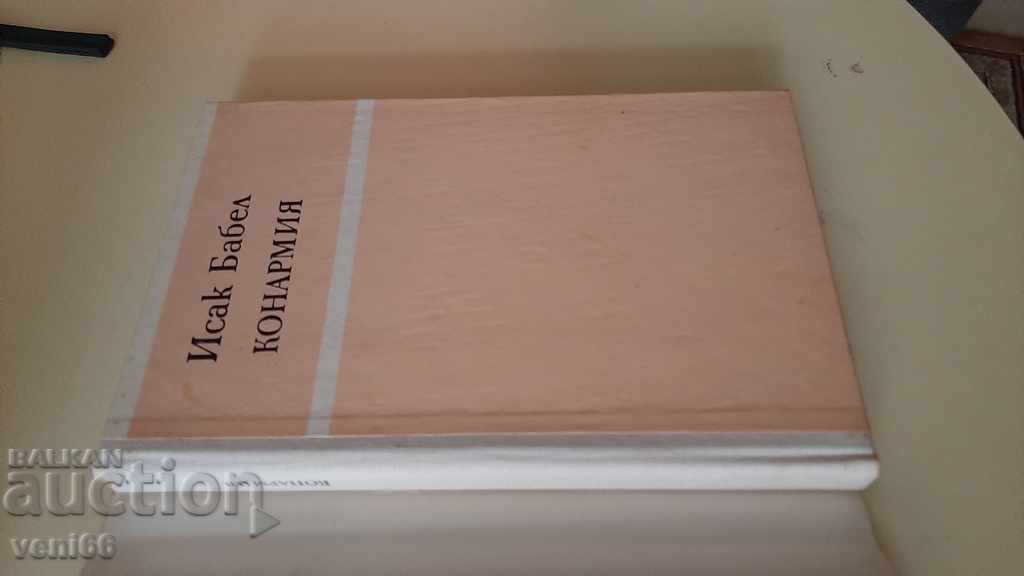 Исак Бабел
КОНАРМИЯ
BALKAN
auction
veni66